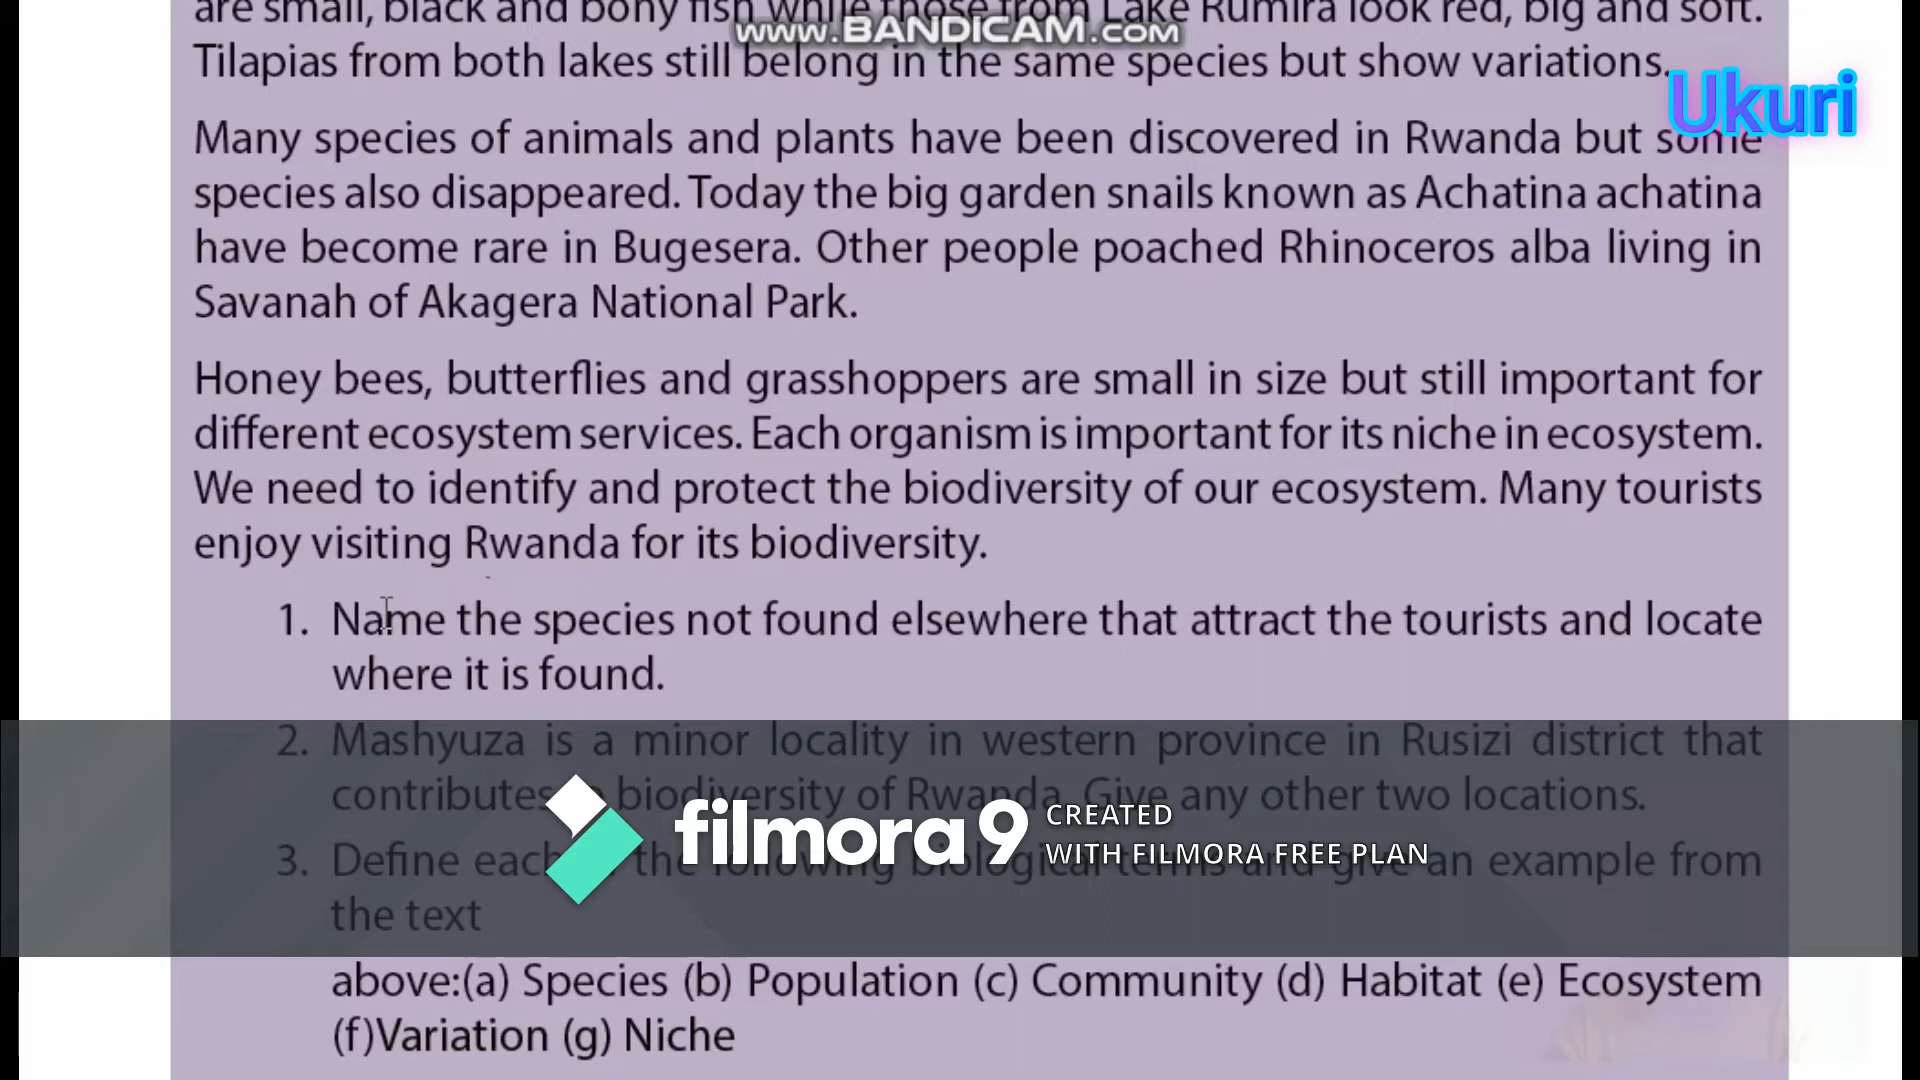 are small, black and bony fish while those from Lake Rumira look red, big and soft.
www.BANDICAM.com
Tilapias from both lakes still belong in the same species but show variations.
Ukuri
Many species of animals and plants have been discovered in Rwanda but some
species also disappeared. Today the big garden snails known as Achatina achatina
have become rare in Bugesera. Other people poached Rhinoceros alba living in
Savanah of Akagera National Park.
Honey bees, butterflies and grasshoppers are small in size but still important for
different ecosystem services. Each organism is important for its niche in ecosystem.
We need to identify and protect the biodiversity of our ecosystem. Many tourists
enjoy visiting Rwanda for its biodiversity.
1. Name the species not found elsewhere that attract the tourists and locate
where it is found.
2. Mashyuza is a minor locality in western province in Rusizi district that
contributes biodiversity of Rwanda. Give any other two locations.
filmora 9 CREATED
WITH FILMORA FREE PLAN
3. Define each the following biological terms and give an example from
the text
above:(a) Species (b) Population (c) Community (d) Habitat (e) Ecosystem
(f)Variation (g) Niche